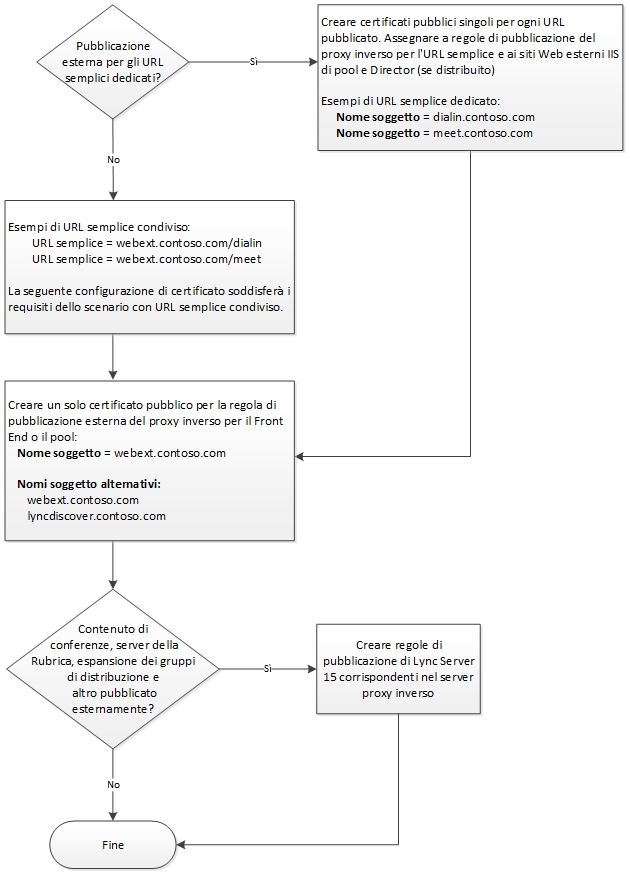 Pubblicazione
esterna per gli URL
semplici dedicati?
Sì
Creare certificati pubblici singoli per ogni URL
pubblicato. Assegnare a regole di pubblicazione del
proxy inverso per l'URL semplice e ai siti Web esterni IIS
di pool e Director (se distribuito)
Esempi di URL semplice dedicato:
Nome soggetto = dialin.contoso.com
Nome soggetto = meet.contoso.com
No
Esempi di URL semplice condiviso:
URL semplice = webext.contoso.com/dialin
URL semplice = webext.contoso.com/meet
La seguente configurazione di certificato soddisferà i
requisiti dello scenario con URL semplice condiviso.
Creare un solo certificato pubblico per la regola di
pubblicazione esterna del proxy inverso per il Front
End o il pool:
Nome soggetto = webext.contoso.com
Nomi soggetto alternativi:
webext.contoso.com
lyncdiscover.contoso.com
Contenuto di
conferenze, server della
Rubrica, espansione dei gruppi
di distribuzione e
altro pubblicato
esternamente?
Sì
Creare regole di
pubblicazione di Lync Server
15 corrispondenti nel server
proxy inverso
No
Fine